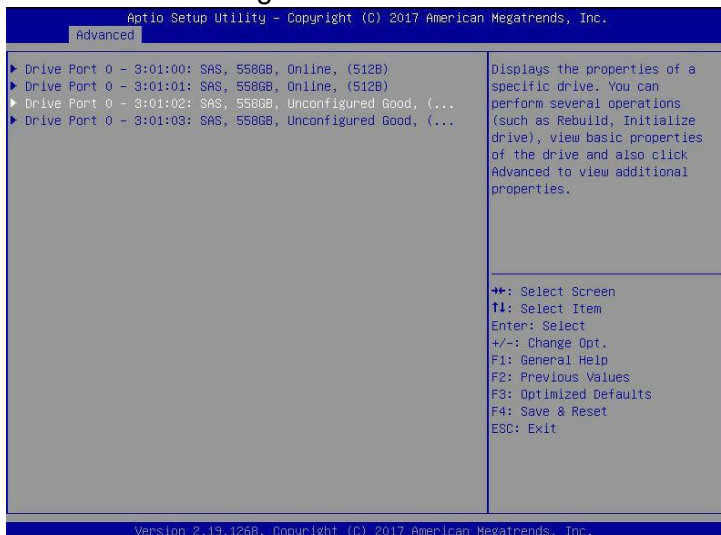 Aptio Setup Utility – Copyright (C) 2017 American Megatrends, Inc.
Advanced
Drive Port 0 - 3:01:00: SAS, 558GB, Online, (512B)
Drive Port 0 - 3:01:01: SAS, 558GB, Online, (512B)
Drive Port 0 - 3:01:02: SAS, 558GB, Unconfigured Good, (...
Drive Port 0 - 3:01:03: SAS, 558GB, Unconfigured Good, (...
Displays the properties of a
specific drive. You can
perform several operations
(such as Rebuild, Initialize
drive), view basic properties
of the drive and also click
Advanced to view additional
properties.
→←: Select Screen
↑↓: Select Item
Enter: Select
+/-: Change Opt.
F1: General Help
F2: Previous Values
F3: Optimized Defaults
F4: Save & Reset
ESC: Exit
Version 2.19.1268. Copyright (C) 2017 American Megatrends, Inc.